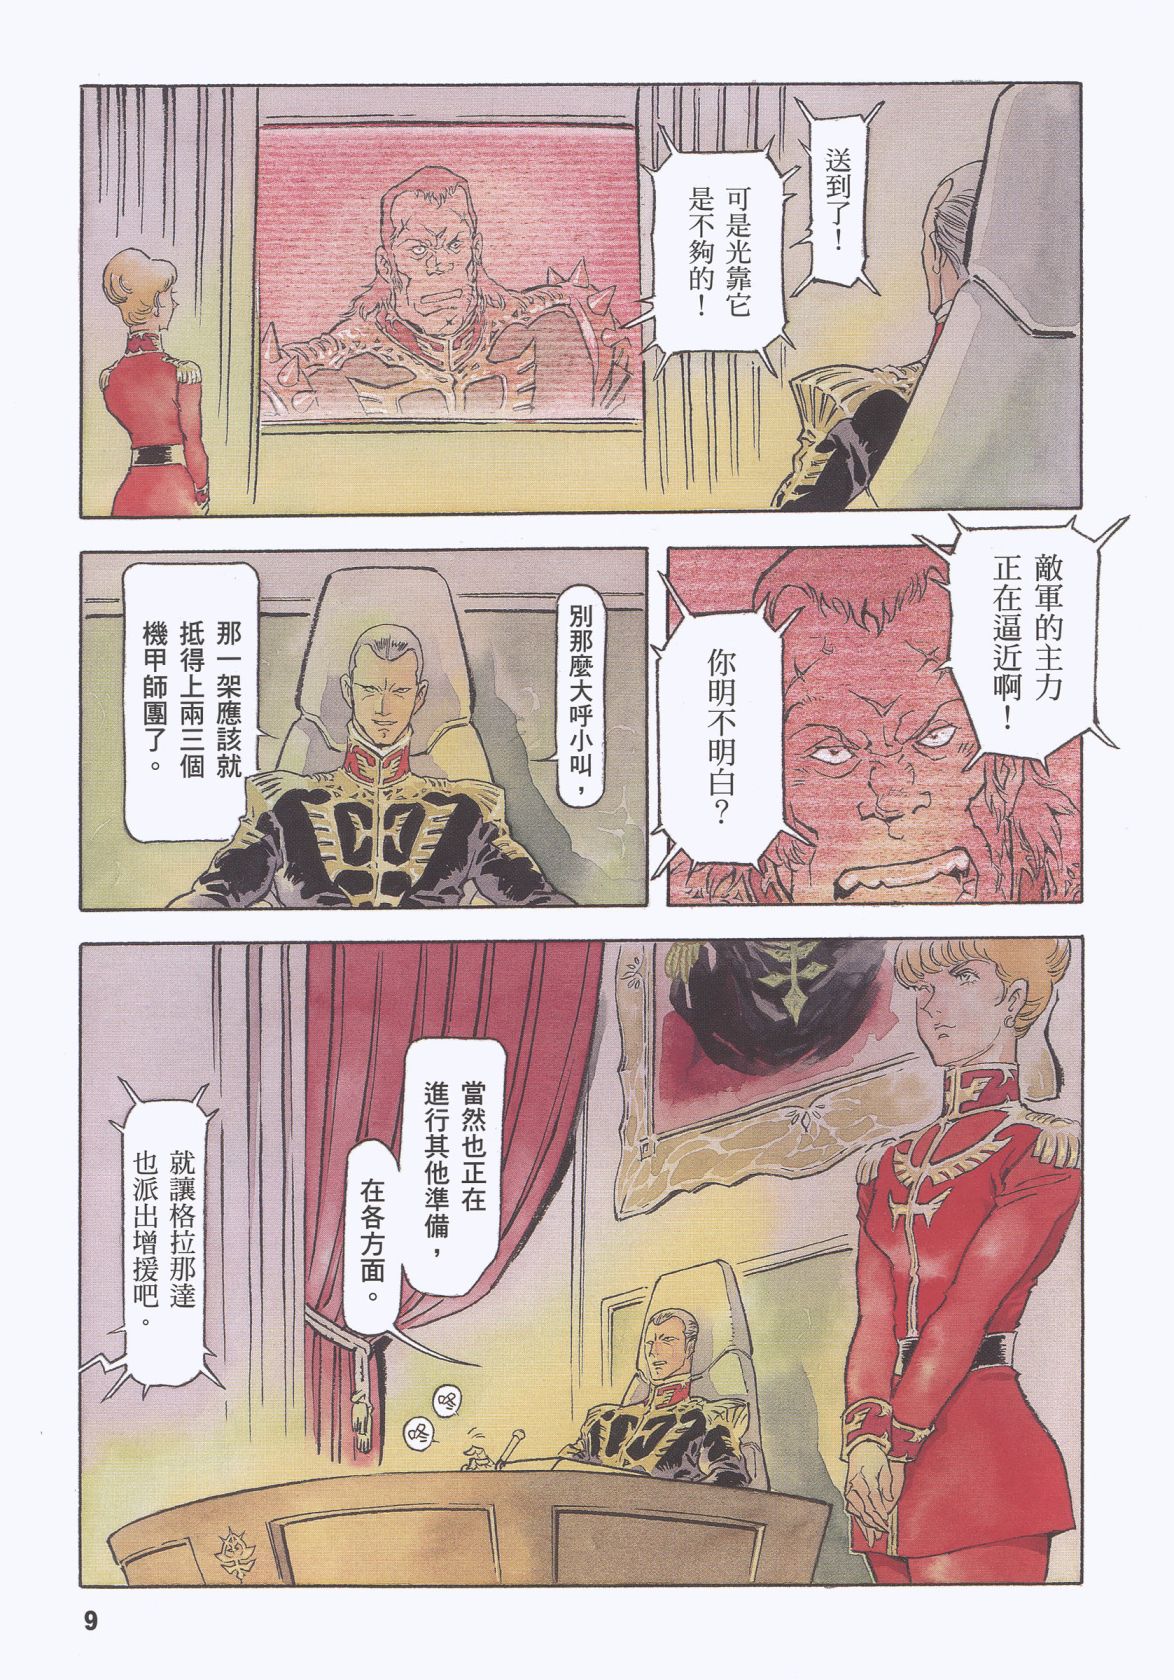 送到了！
可是光靠它
是不夠的！
敵軍的主力
正在逼近啊！
你明不明白？
別那麼大呼小叫，
那一架應該就
抵得上兩三個
機甲師團了。
當然也正在
進行其他準備，
在各方面。
咚
咚
就讓格拉那達
也派出增援吧。
9